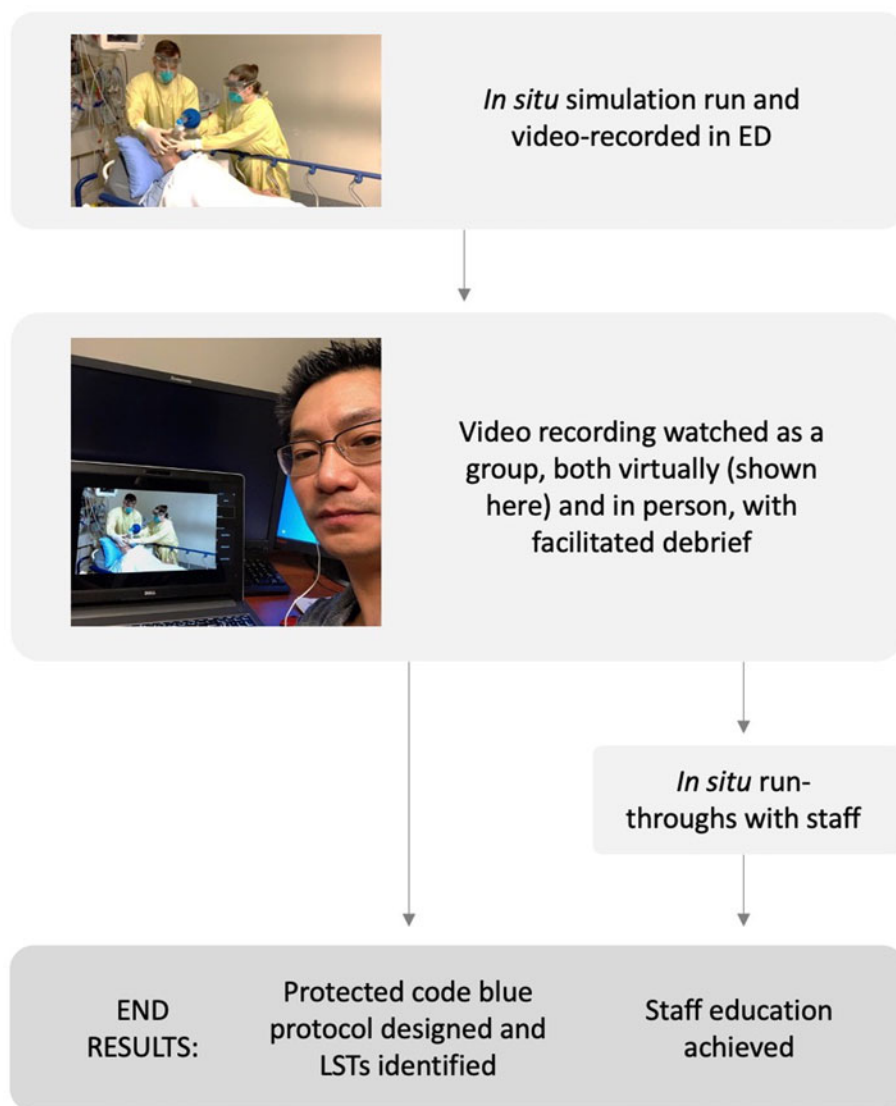 In situ simulation run and
video-recorded in ED
Video recording watched as a
group, both virtually (shown
here) and in person, with
facilitated debrief
DELL
In situ run-
throughs with staff
END
RESULTS:
Protected code blue
protocol designed and
LSTs identified
Staff education
achieved